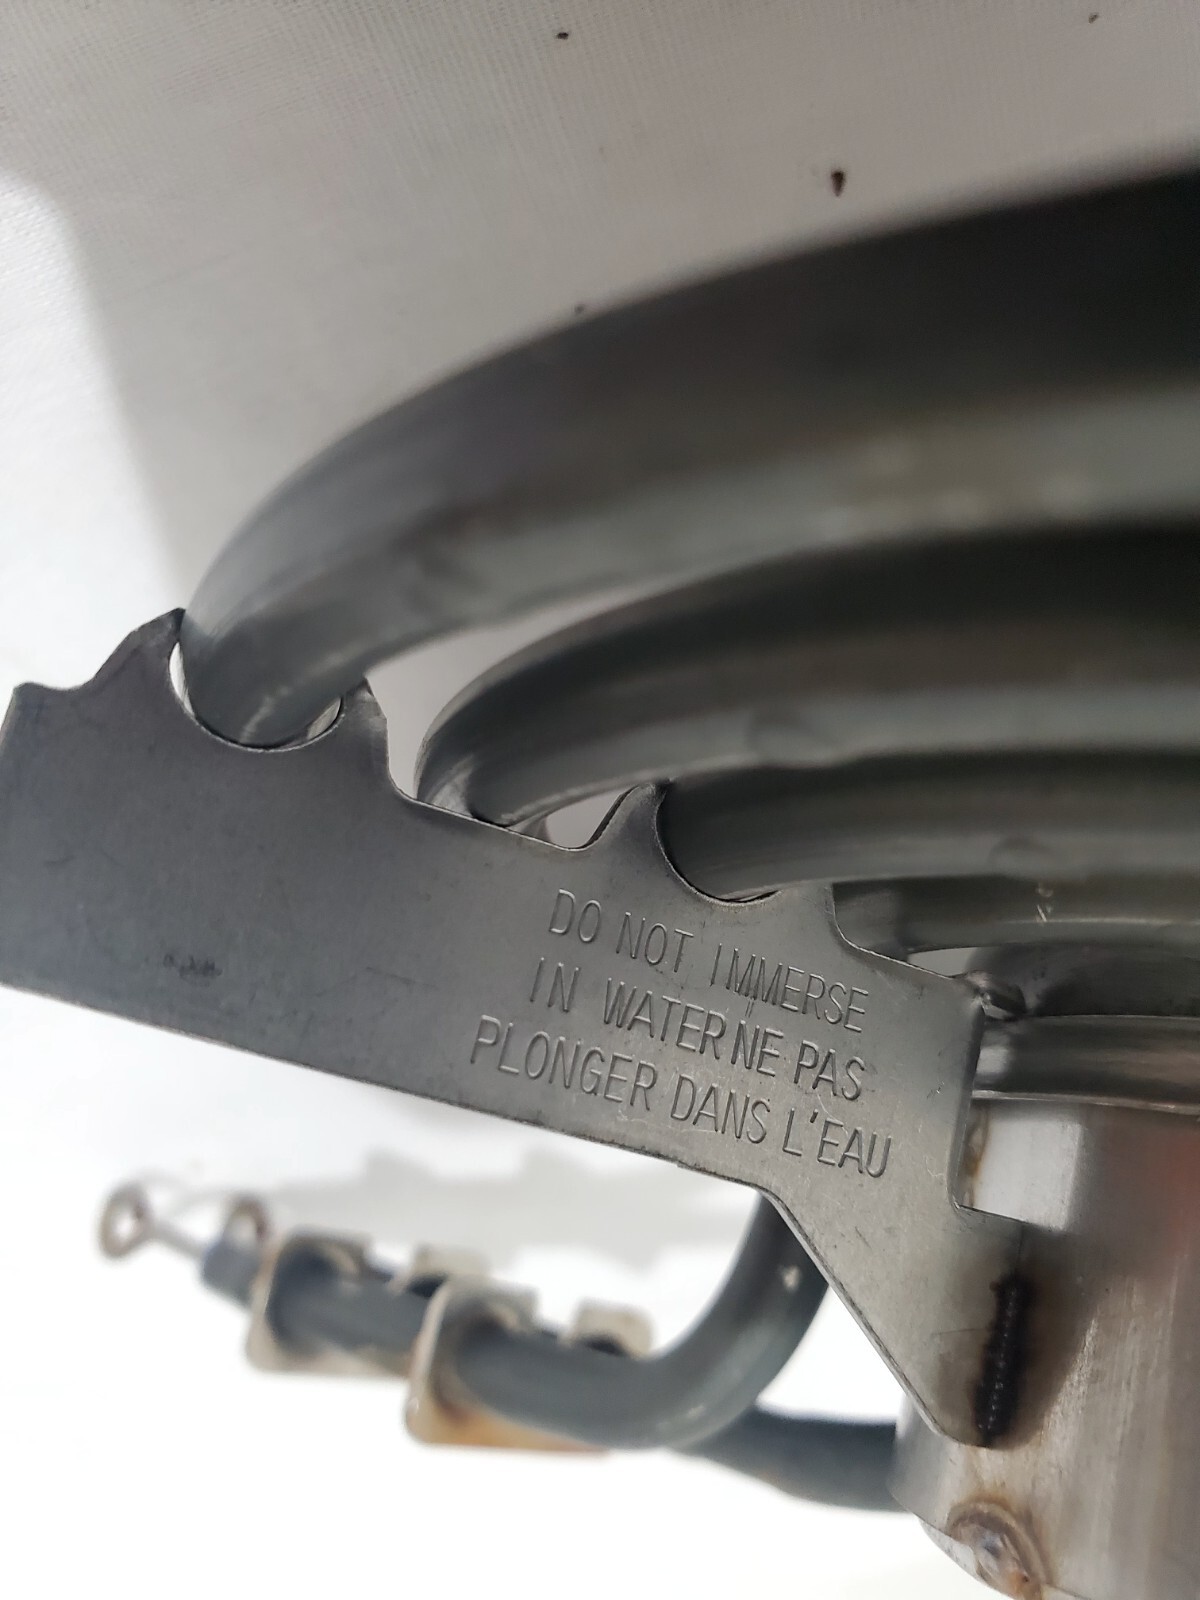 DO NOT IMMERSE
IN WATER NE PAS
PLONGER DANS L'EAU